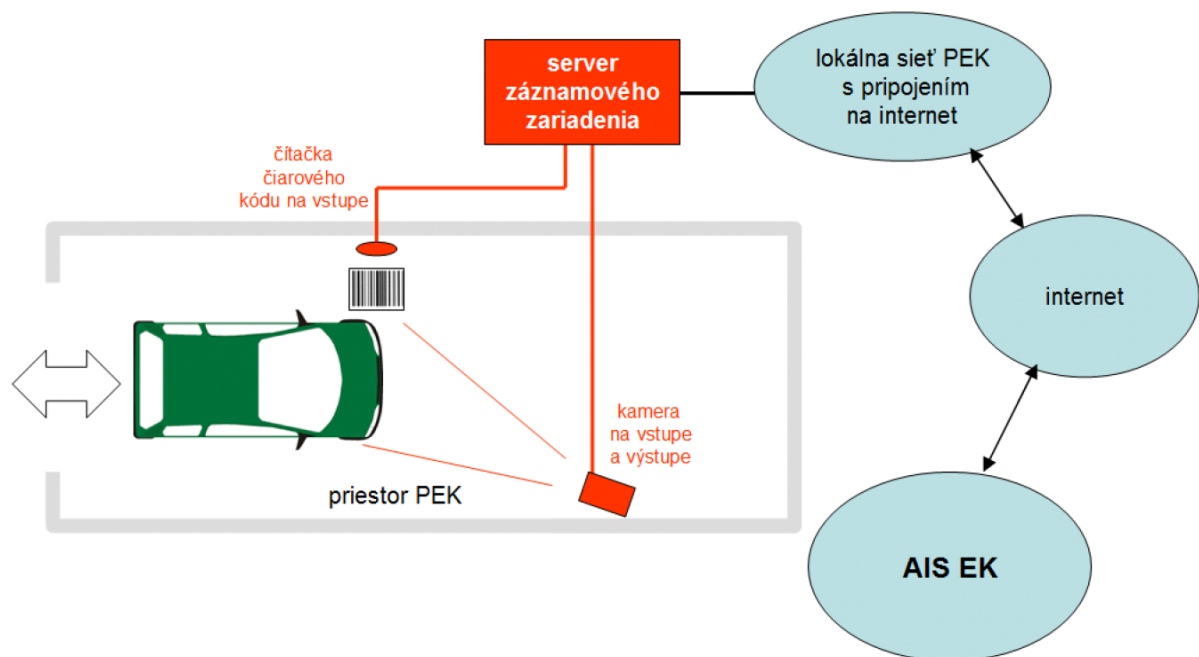 server
záznamového
zariadenia
lokálna sieť PEK
s pripojením
na internet
čítačka
čiarového
kódu na vstupe
internet
kamera
na vstupe
a výstupe
priestor PEK
AIS EK